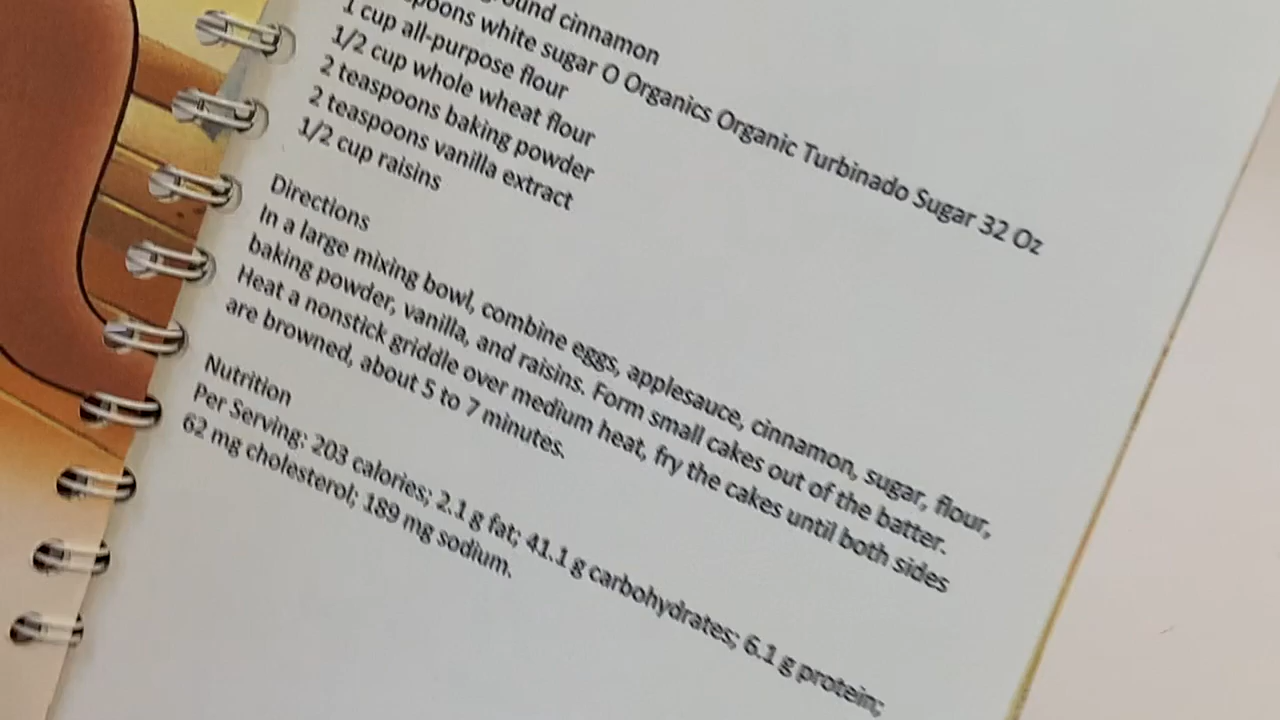 ground cinnamon
spoons white sugar O Organics Organic Turbinado Sugar 32 Oz
1 cup all-purpose flour
1/2 cup whole wheat flour
2 teaspoons baking powder
2 teaspoons vanilla extract
1/2 cup raisins
Directions
In a large mixing bowl, combine eggs, applesauce, cinnamon, sugar, flour,
baking powder, vanilla, and raisins. Form small cakes out of the batter.
Heat a nonstick griddle over medium heat, fry the cakes until both sides
are browned, about 5 to 7 minutes.
Nutrition
Per Serving: 203 calories; 2.1 g fat; 41.1 g carbohydrates; 6.1 g protein;
62 mg cholesterol; 189 mg sodium.